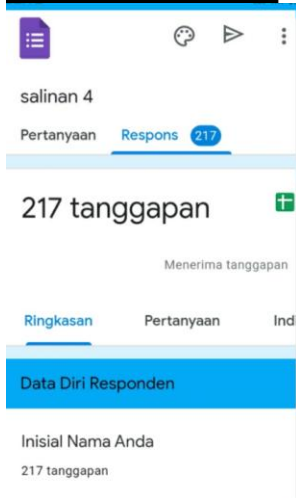 salinan 4
Pertanyaan Respons 217
217 tanggapan
Menerima tanggapan
Ringkasan Pertanyaan Ind
Data Diri Responden
Inisial Nama Anda
217 tanggapan